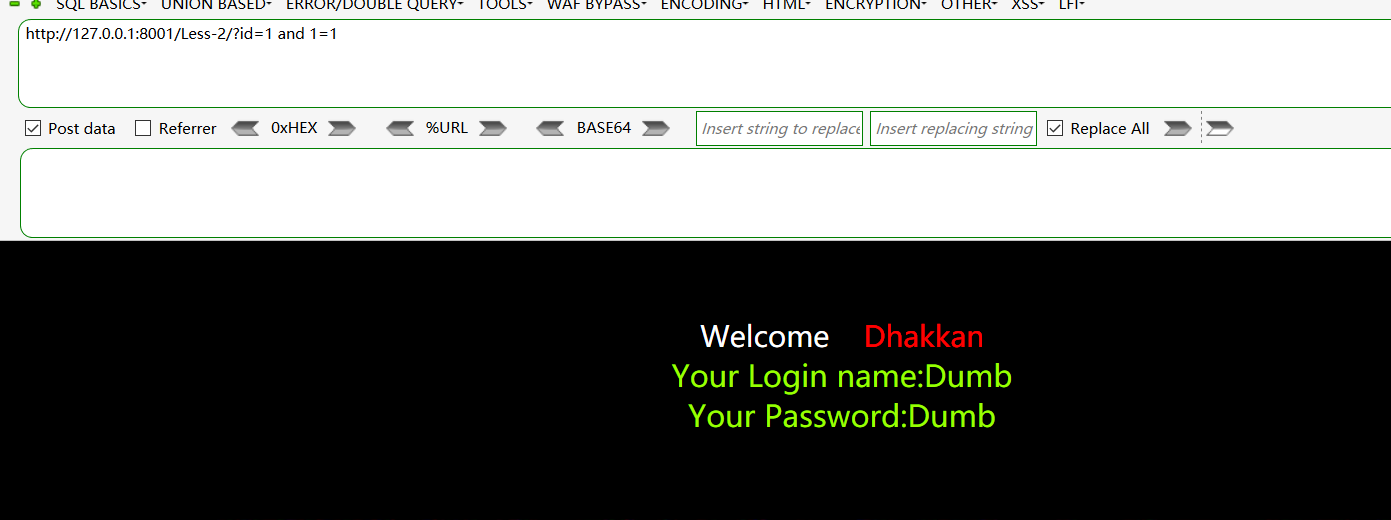 SQL BASICS UNION BASED ERROR/DOUBLE QUERY TOOLS WAF BYPASS ENCODING HTML ENCRYPTION OTHER XSS LFI
http://127.0.0.1:8001/Less-2/?id=1 and 1=1
Post data Referrer 0xHEX %URL BASE64 Insert string to replace Insert replacing string Replace All
Welcome Dhakkan
Your Login name:Dumb
Your Password:Dumb